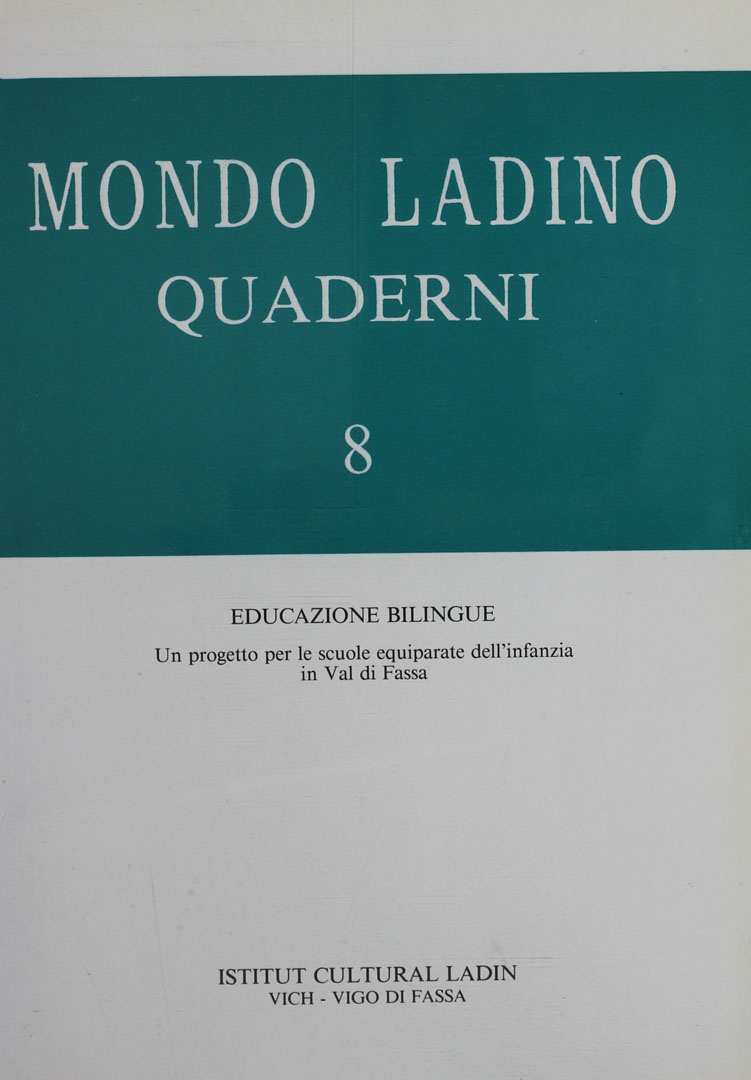 MONDO LADINO
QUADERNI
8
EDUCAZIONE BILINGUE
Un progetto per le scuole equiparate dell'infanzia
in Val di Fassa
ISTITUT CULTURAL LADIN
VICH - VIGO DI FASSA